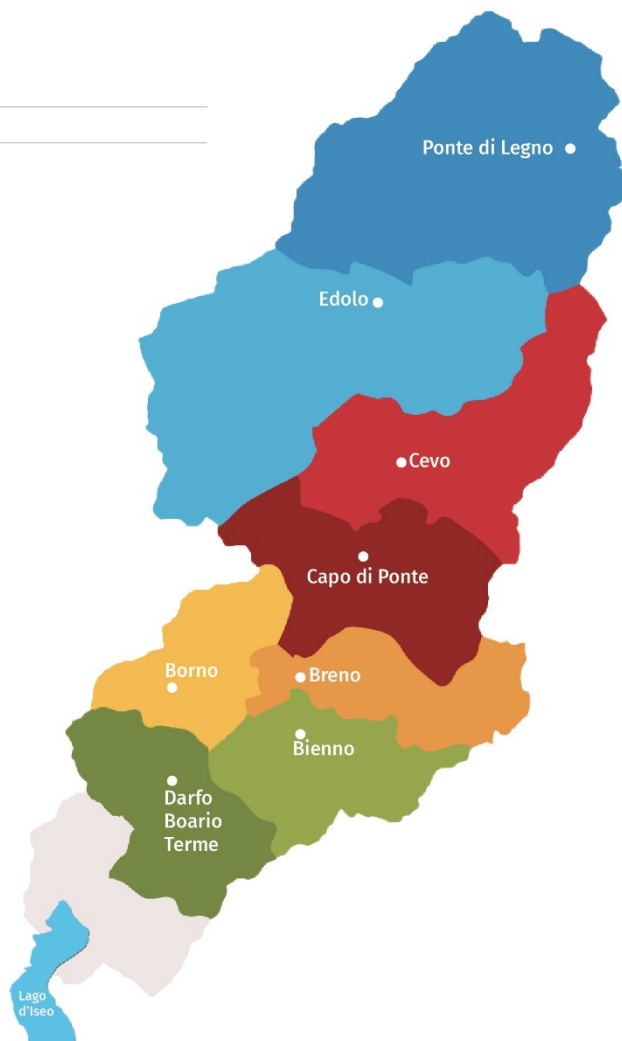 Ponte di Legno
Edolo
Cevo
Capo di Ponte
Borno
Breno
Bienno
Darfo
Boario
Terme
Lago
d'Iseo